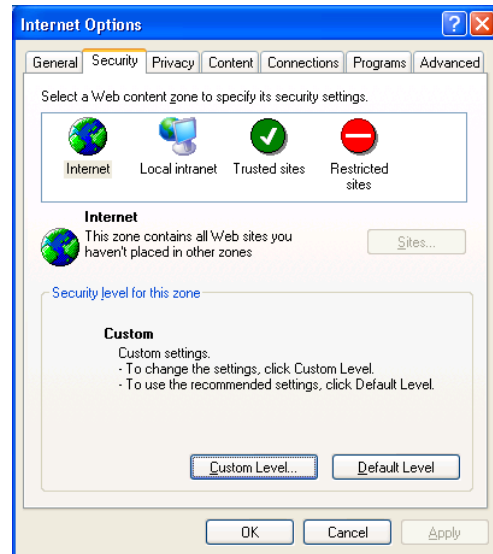 Internet Options
General Security Privacy Content Connections Programs Advanced
Select a Web content zone to specify its security settings.
Internet Local intranet Trusted sites Restricted sites
Internet
This zone contains all Web sites you
haven't placed in other zones
Sites...
Security level for this zone
Custom
Custom settings.
- To change the settings, click Custom Level.
- To use the recommended settings, click Default Level.
Custom Level... Default Level
OK Cancel Apply